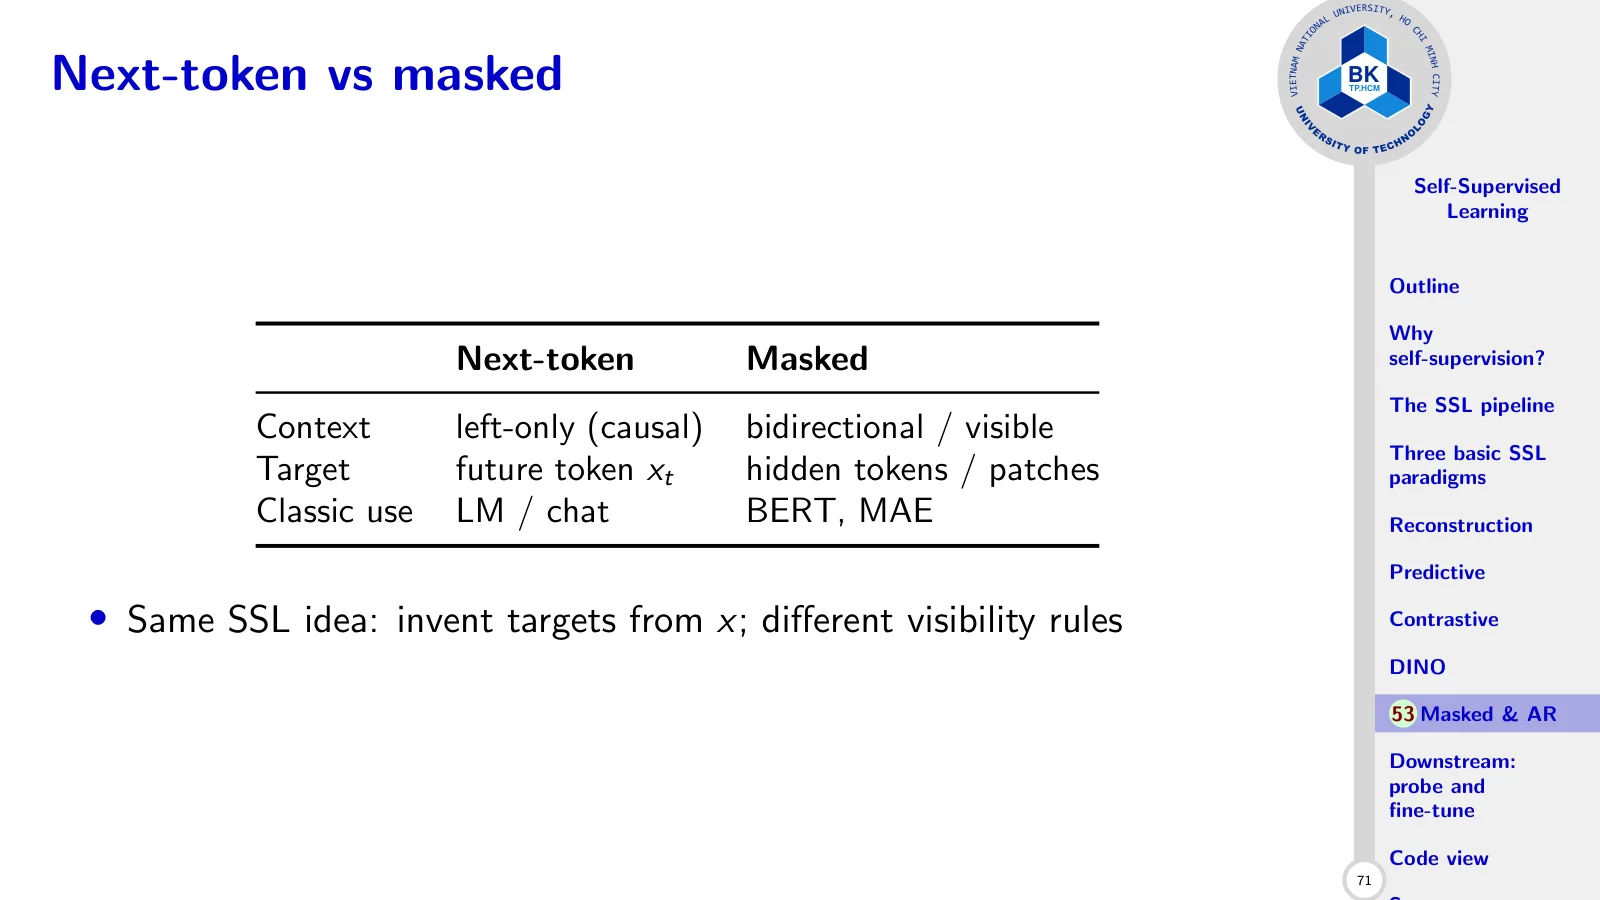 Next-token vs masked
Next-token Masked
Context left-only (causal) bidirectional / visible
Target future token xₜ hidden tokens / patches
Classic use LM / chat BERT, MAE
• Same SSL idea: invent targets from x; different visibility rules
VIETNAM NATIONAL UNIVERSITY, HO CHI MINH CITY
BK
TP.HCM
UNIVERSITY OF TECHNOLOGY
Self-Supervised
Learning
Outline
Why
self-supervision?
The SSL pipeline
Three basic SSL
paradigms
Reconstruction
Predictive
Contrastive
DINO
53 Masked & AR
Downstream:
probe and
fine-tune
Code view
71